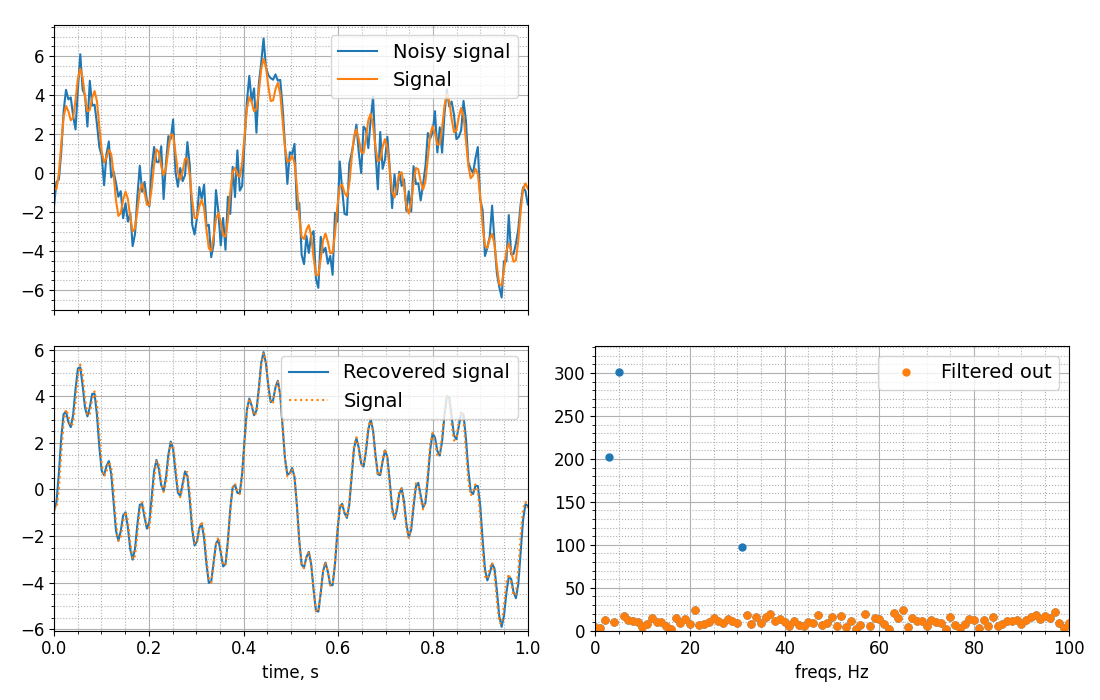 6
4
2
0
−2
−4
−6
Noisy signal
Signal
6
4
2
0
−2
−4
−6
0.0 0.2 0.4 0.6 0.8 1.0
time, s
Recovered signal
Signal
300
250
200
150
100
50
0
0 20 40 60 80 100
freqs, Hz
Filtered out